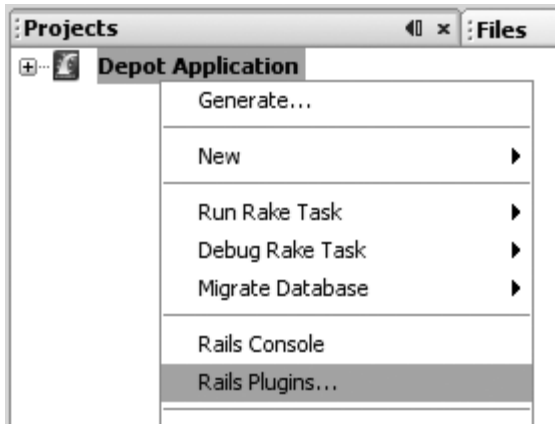 Projects
Files
Depot Application
Generate...
New
Run Rake Task
Debug Rake Task
Migrate Database
Rails Console
Rails Plugins...